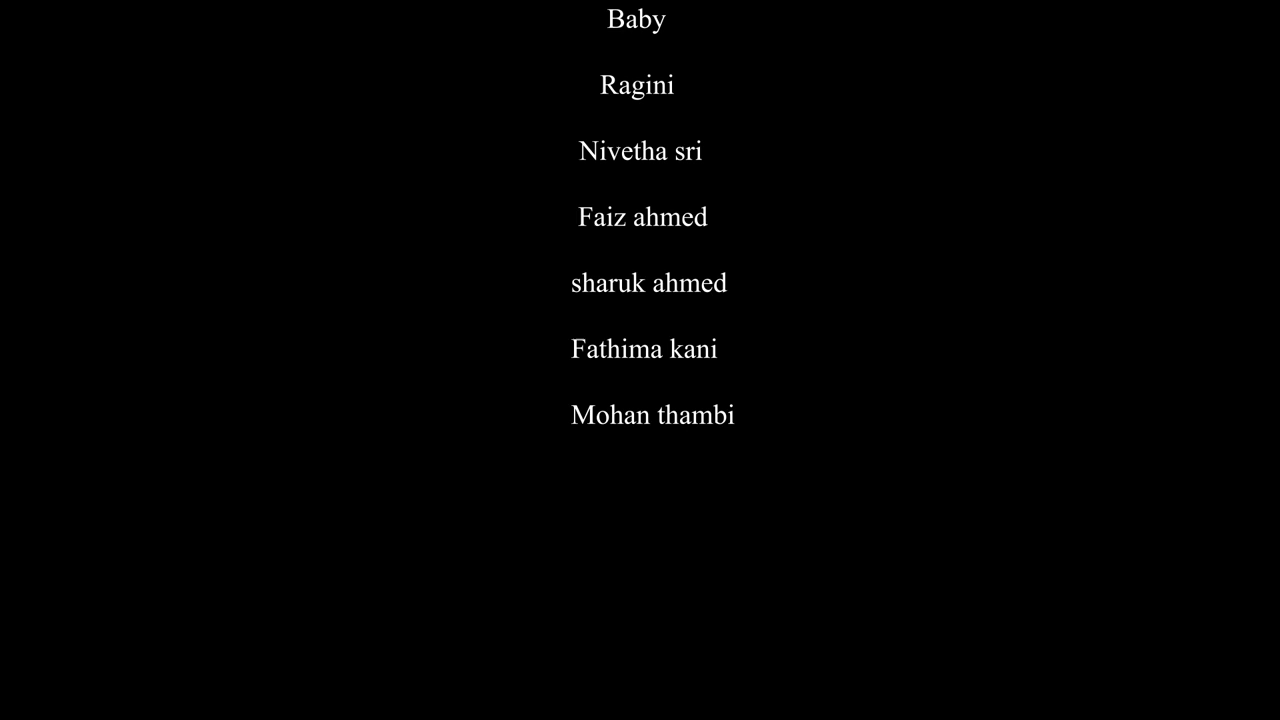 Baby
Ragini
Nivetha sri
Faiz ahmed
sharuk ahmed
Fathima kani
Mohan thambi